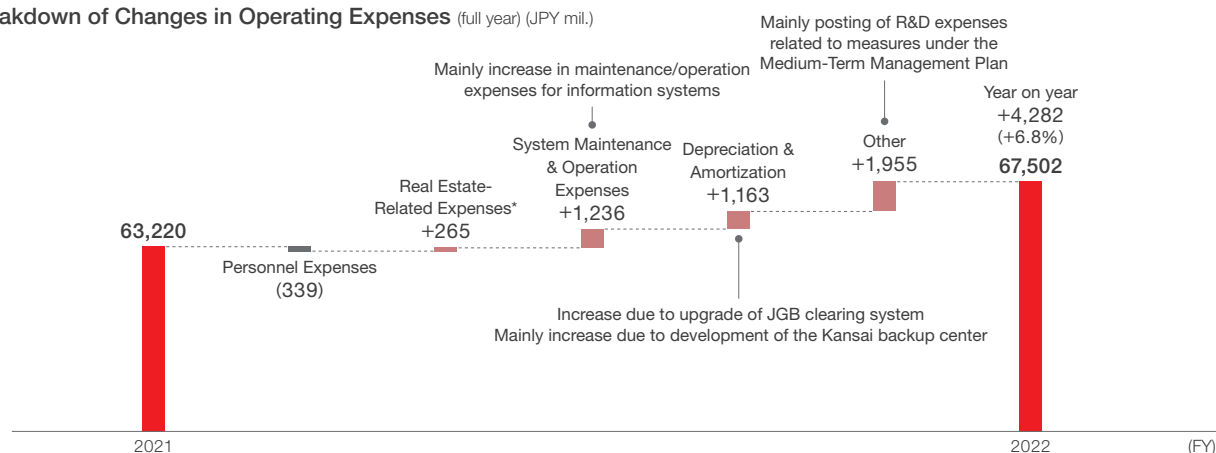 akdown of Changes in Operating Expenses (full year) (JPY mil.)
Mainly posting of R&D expenses
related to measures under the
Medium-Term Management Plan
Mainly increase in maintenance/operation
expenses for information systems
Year on year
+4,282
(+6.8%)
67,502
Other
+1,955
Depreciation &
Amortization
+1,163
System Maintenance
& Operation
Expenses
+1,236
Real Estate-
Related Expenses*
+265
63,220
Personnel Expenses
(339)
Increase due to upgrade of JGB clearing system
Mainly increase due to development of the Kansai backup center
2021
2022
(FY)